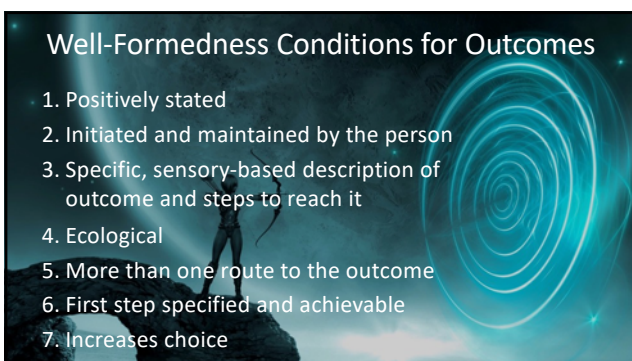 Well-Formedness Conditions for Outcomes
1. Positively stated
2. Initiated and maintained by the person
3. Specific, sensory-based description of
outcome and steps to reach it
4. Ecological
5. More than one route to the outcome
6. First step specified and achievable
7. Increases choice